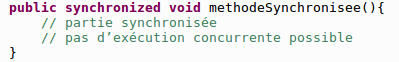 public synchronized void methodeSynchronisee(){
// partie synchronisée
// pas d’exécution concurrente possible
}